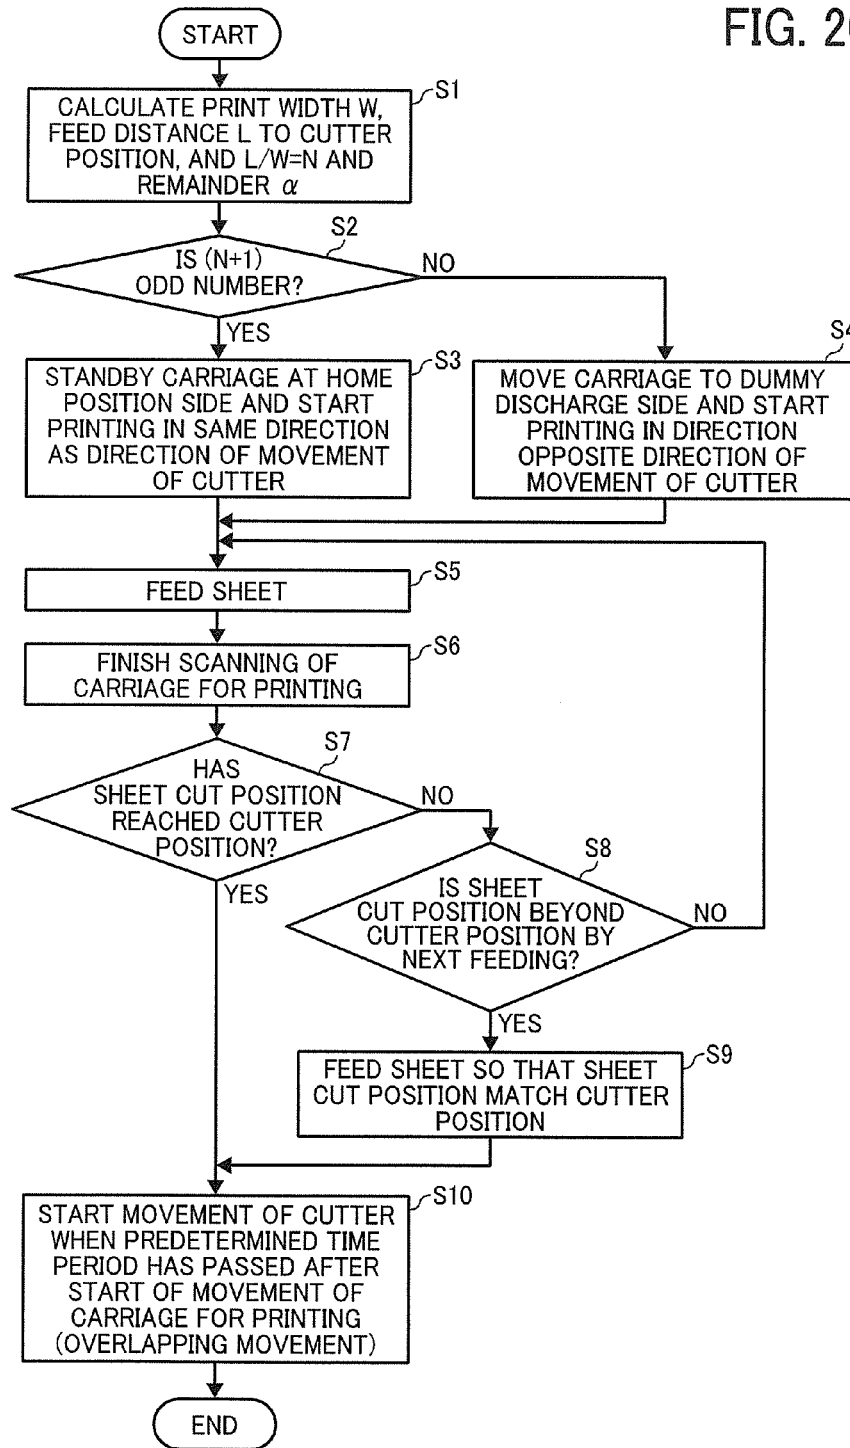 FIG. 20
START
S1
CALCULATE PRINT WIDTH W,
FEED DISTANCE L TO CUTTER
POSITION, AND L/W=N AND
REMAINDER α
S2
IS (N+1)
ODD NUMBER?
NO
YES
S3
STANDBY CARRIAGE AT HOME
POSITION SIDE AND START
PRINTING IN SAME DIRECTION
AS DIRECTION OF MOVEMENT
OF CUTTER
S4
MOVE CARRIAGE TO DUMMY
DISCHARGE SIDE AND START
PRINTING IN DIRECTION
OPPOSITE DIRECTION OF
MOVEMENT OF CUTTER
S5
FEED SHEET
S6
FINISH SCANNING OF
CARRIAGE FOR PRINTING
S7
HAS
SHEET CUT POSITION
REACHED CUTTER
POSITION?
NO
YES
S8
IS SHEET
CUT POSITION BEYOND
CUTTER POSITION BY
NEXT FEEDING?
NO
YES
S9
FEED SHEET SO THAT SHEET
CUT POSITION MATCH CUTTER
POSITION
S10
START MOVEMENT OF CUTTER
WHEN PREDETERMINED TIME
PERIOD HAS PASSED AFTER
START OF MOVEMENT OF
CARRIAGE FOR PRINTING
(OVERLAPPING MOVEMENT)
END